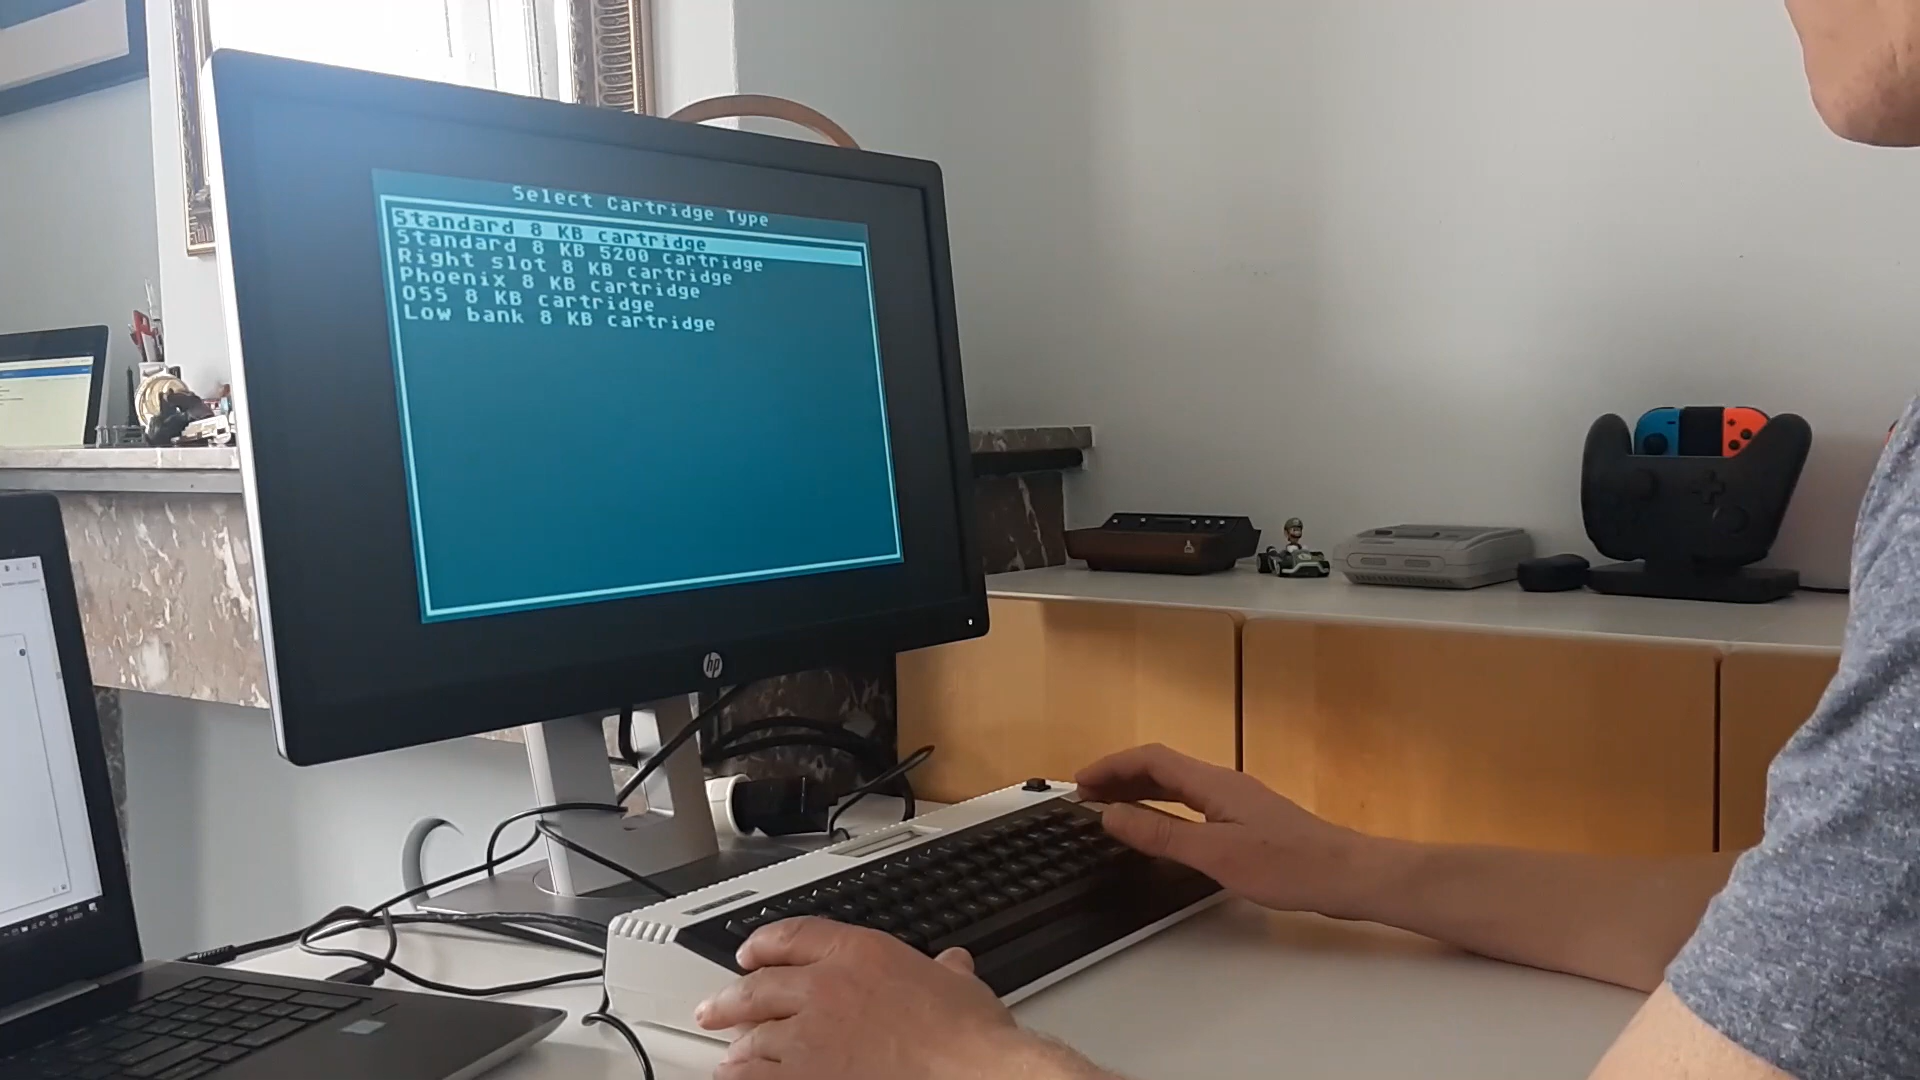 Select Cartridge Type
Standard 8 KB cartridge
Standard 8 KB 5200 cartridge
Right slot 8 KB cartridge
Phoenix 8 KB cartridge
OSS 8 KB cartridge
Low bank 8 KB cartridge
hp